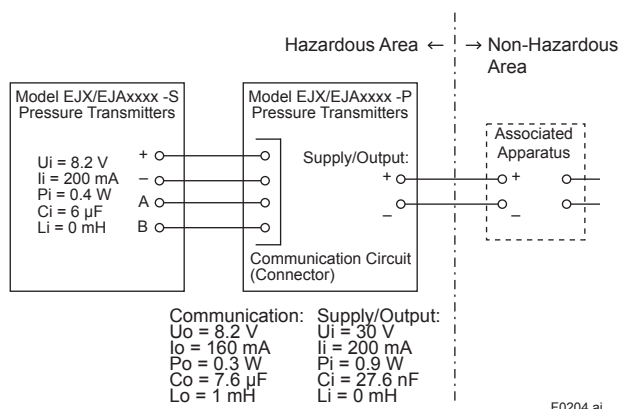 Hazardous Area ← → Non-Hazardous
Area
Model EJX/EJAxxxx -S
Pressure Transmitters
Ui = 8.2 V
Ii = 200 mA
Pi = 0.4 W
Ci = 6 µF
Li = 0 mH
+
–
A
B
Model EJX/EJAxxxx -P
Pressure Transmitters
Supply/Output:
+
–
Communication Circuit
(Connector)
Associated
Apparatus
+
–
Communication:
Uo = 8.2 V
Io = 160 mA
Po = 0.3 W
Co = 7.6 µF
Lo = 1 mH
Supply/Output:
Ui = 30 V
Ii = 200 mA
Pi = 0.9 W
Ci = 27.6 nF
Li = 0 mH
F0204.ai